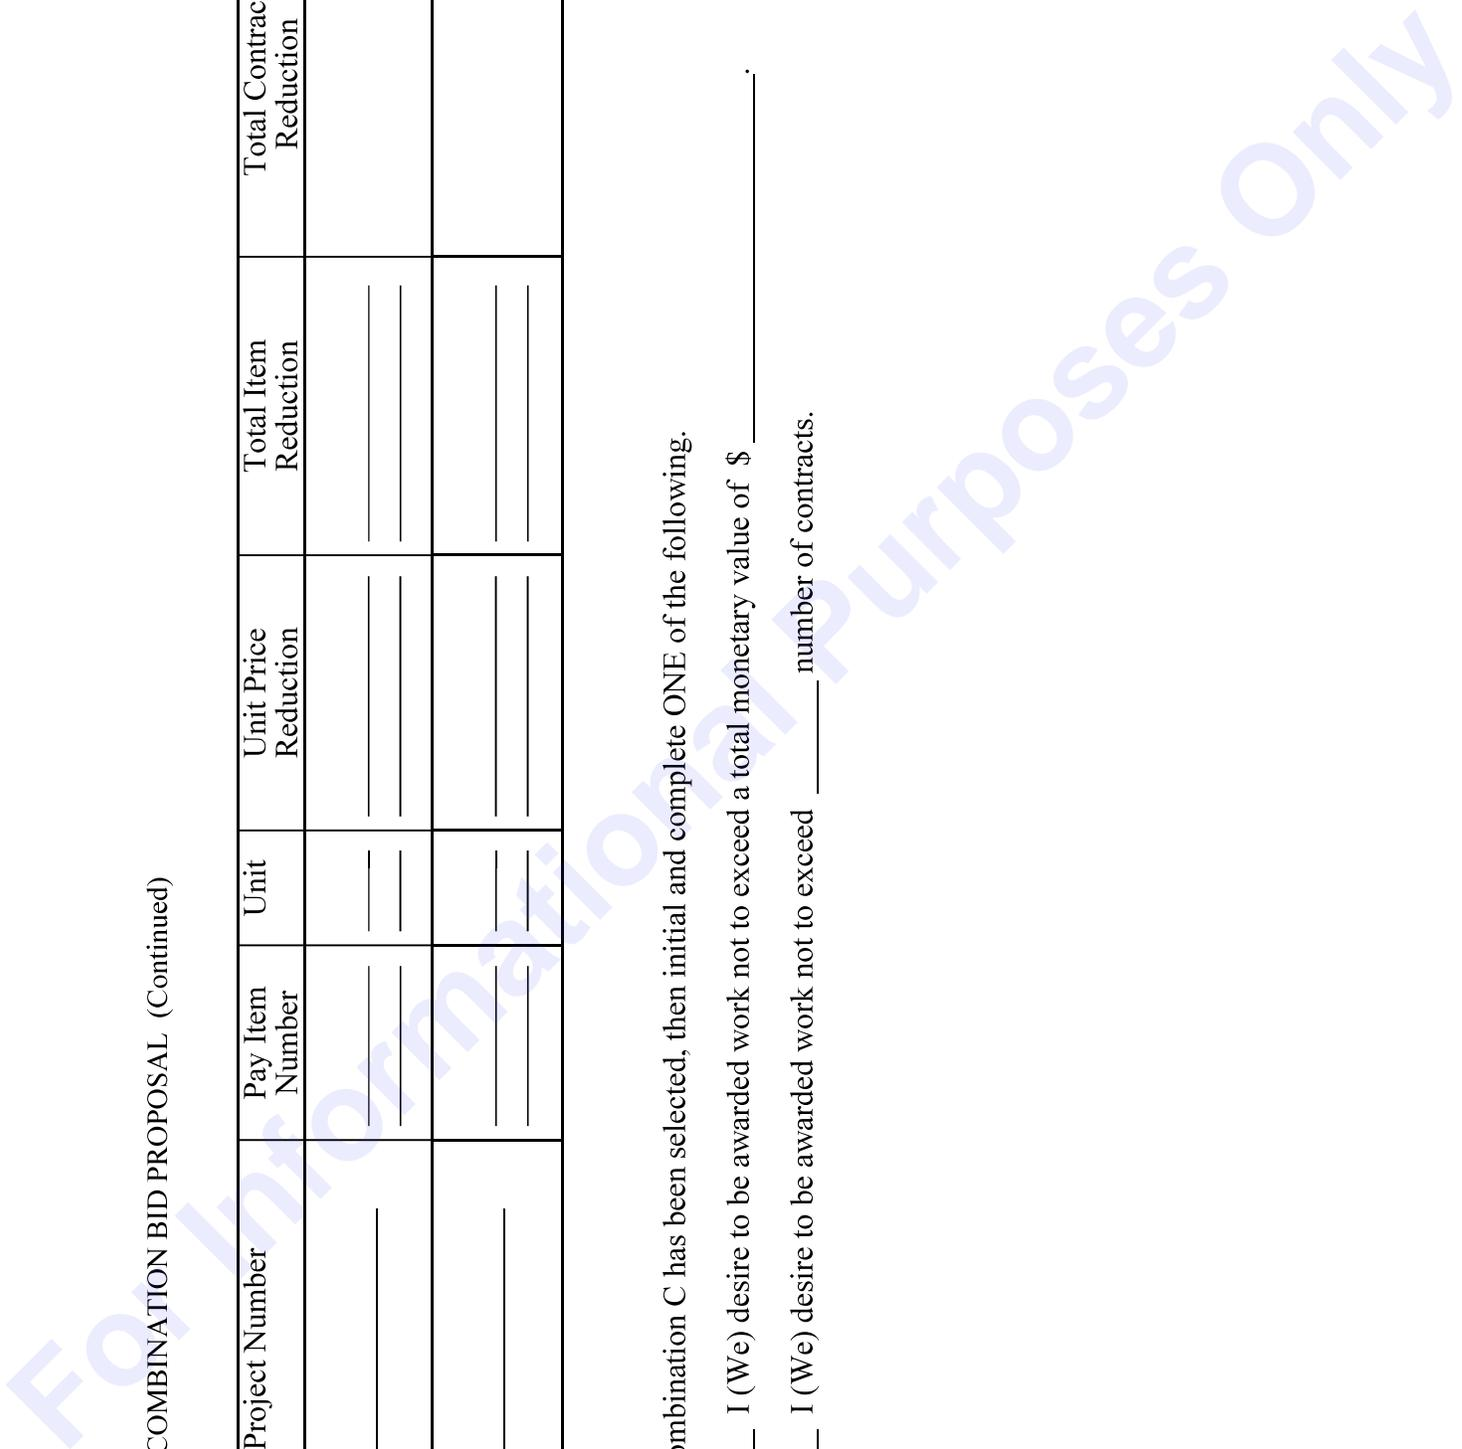 COMBINATION BID PROPOSAL (Continued)
Project Number
Pay Item
Number
Unit
Unit Price
Reduction
Total Item
Reduction
Total Contrac
Reduction
ombination C has been selected, then initial and complete ONE of the following.
I (We) desire to be awarded work not to exceed a total monetary value of $ ________.
I (We) desire to be awarded work not to exceed ________ number of contracts.
For Informational Purposes Only